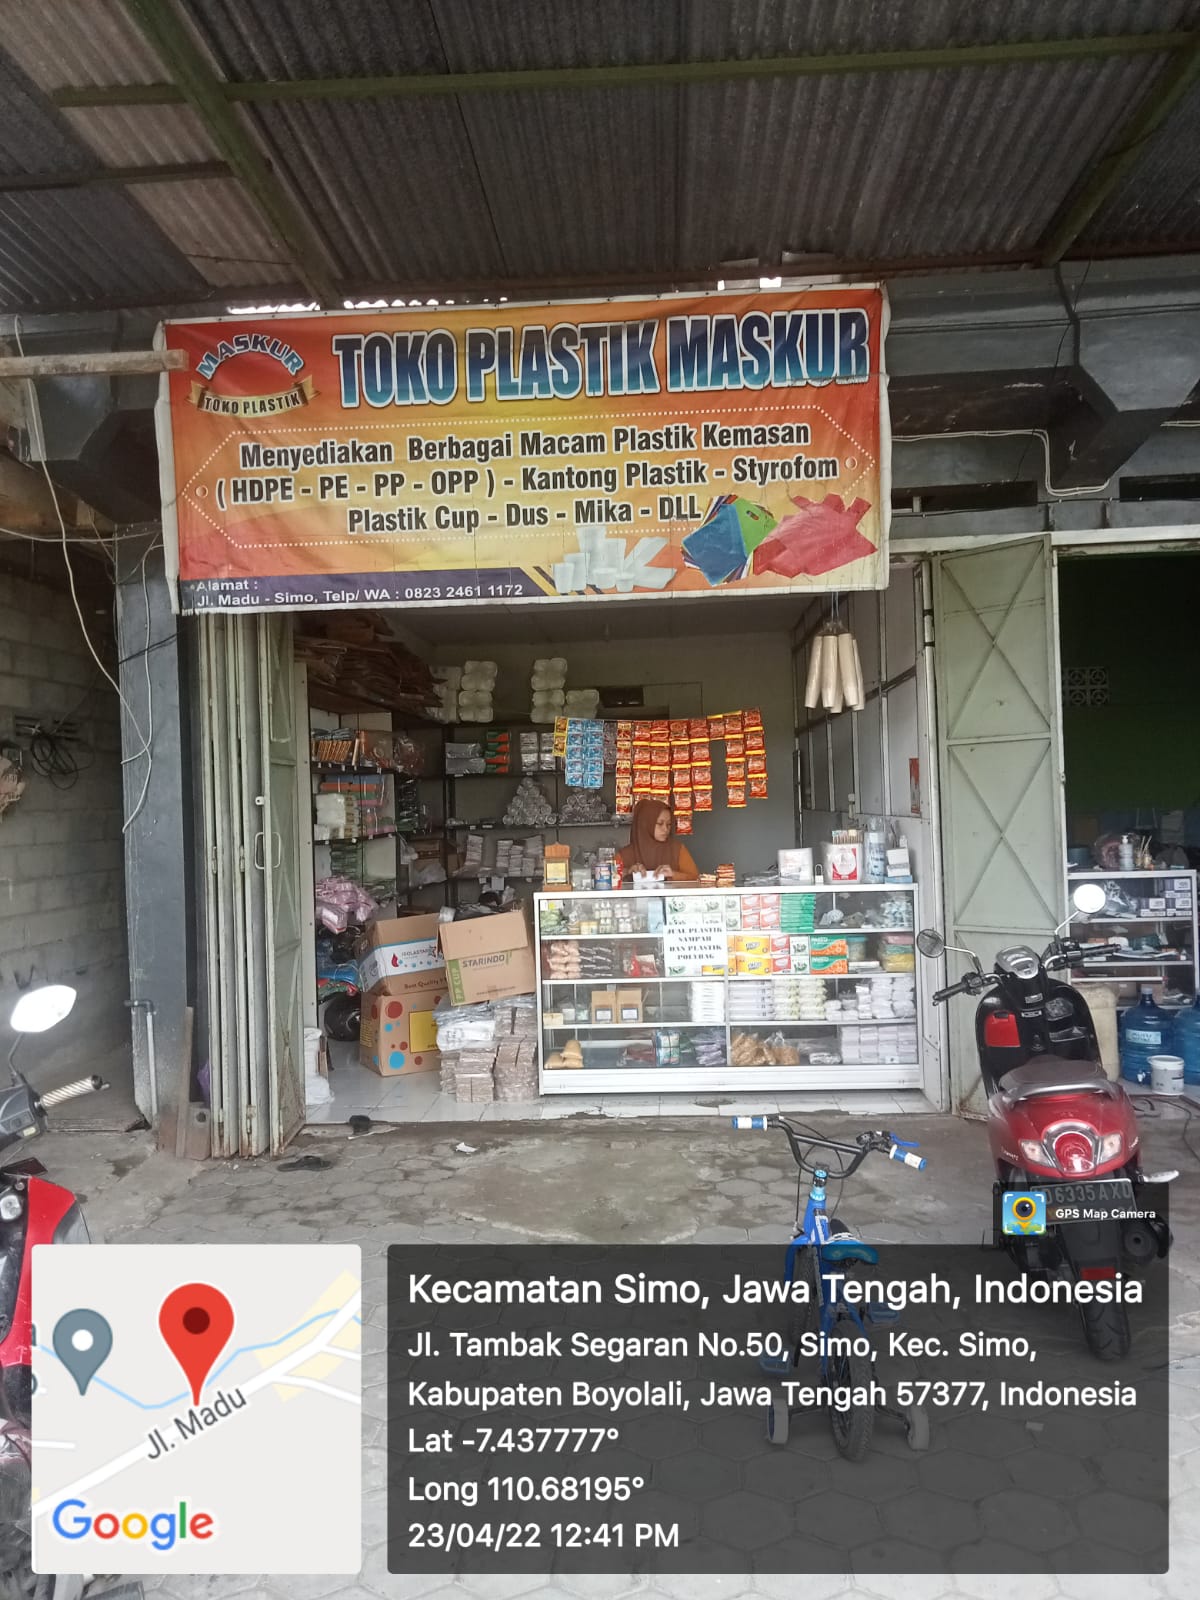 MASKUR
TOKO PLASTIK
TOKO PLASTIK MASKUR
Menyediakan Berbagai Macam Plastik Kemasan
( HDPE - PE - PP - OPP ) - Kantong Plastik - Styrofom
Plastik Cup - Dus - Mika - DLL
Alamat :
Jl. Madu - Simo, Telp/ WA : 0823 2461 1172
JUAL PLASTIK
SAMPAH
DAN PLASTIK
POLYBAG
Best Quality
PP CUP
STARINDO
6335AXU
GPS Map Camera
Jl. Madu
Google
Kecamatan Simo, Jawa Tengah, Indonesia
Jl. Tambak Segaran No.50, Simo, Kec. Simo,
Kabupaten Boyolali, Jawa Tengah 57377, Indonesia
Lat -7.437777°
Long 110.68195°
23/04/22 12:41 PM